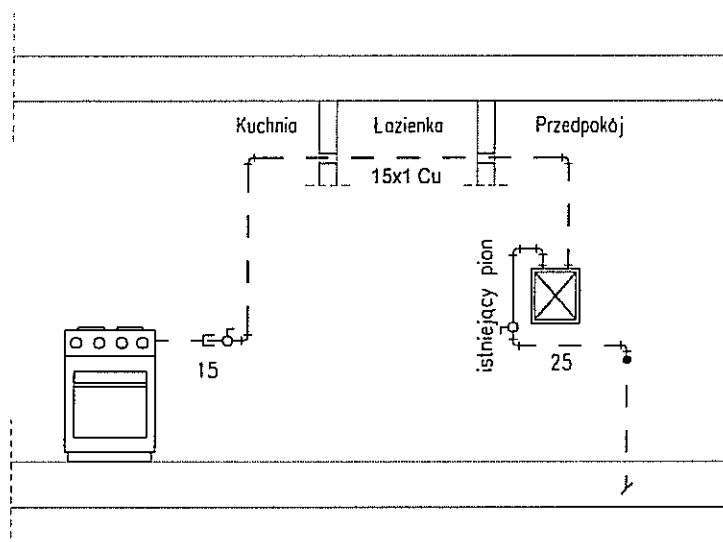 Kuchnia
Łazienka
Przedpokój
15x1 Cu
istniejący pion
15
25